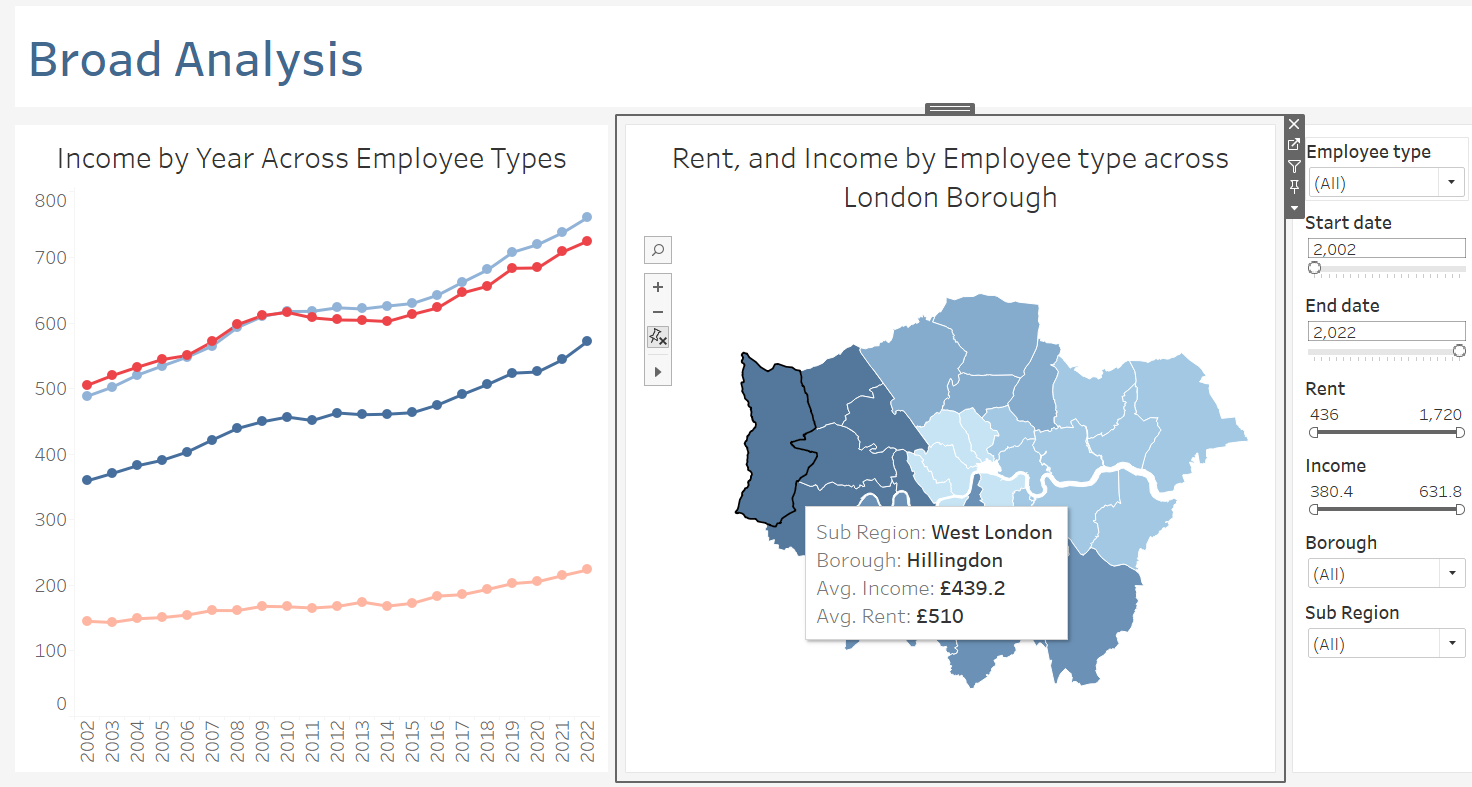 Broad Analysis
Income by Year Across Employee Types
800
700
600
500
400
300
200
100
0
2002
2003
2004
2005
2006
2007
2008
2009
2010
2011
2012
2013
2014
2015
2016
2017
2018
2019
2020
2021
2022
Rent, and Income by Employee type across
London Borough
Sub Region: West London
Borough: Hillingdon
Avg. Income: £439.2
Avg. Rent: £510
Employee type
(All)
Start date
2,002
End date
2,022
Rent
436 1,720
Income
380.4 631.8
Borough
(All)
Sub Region
(All)